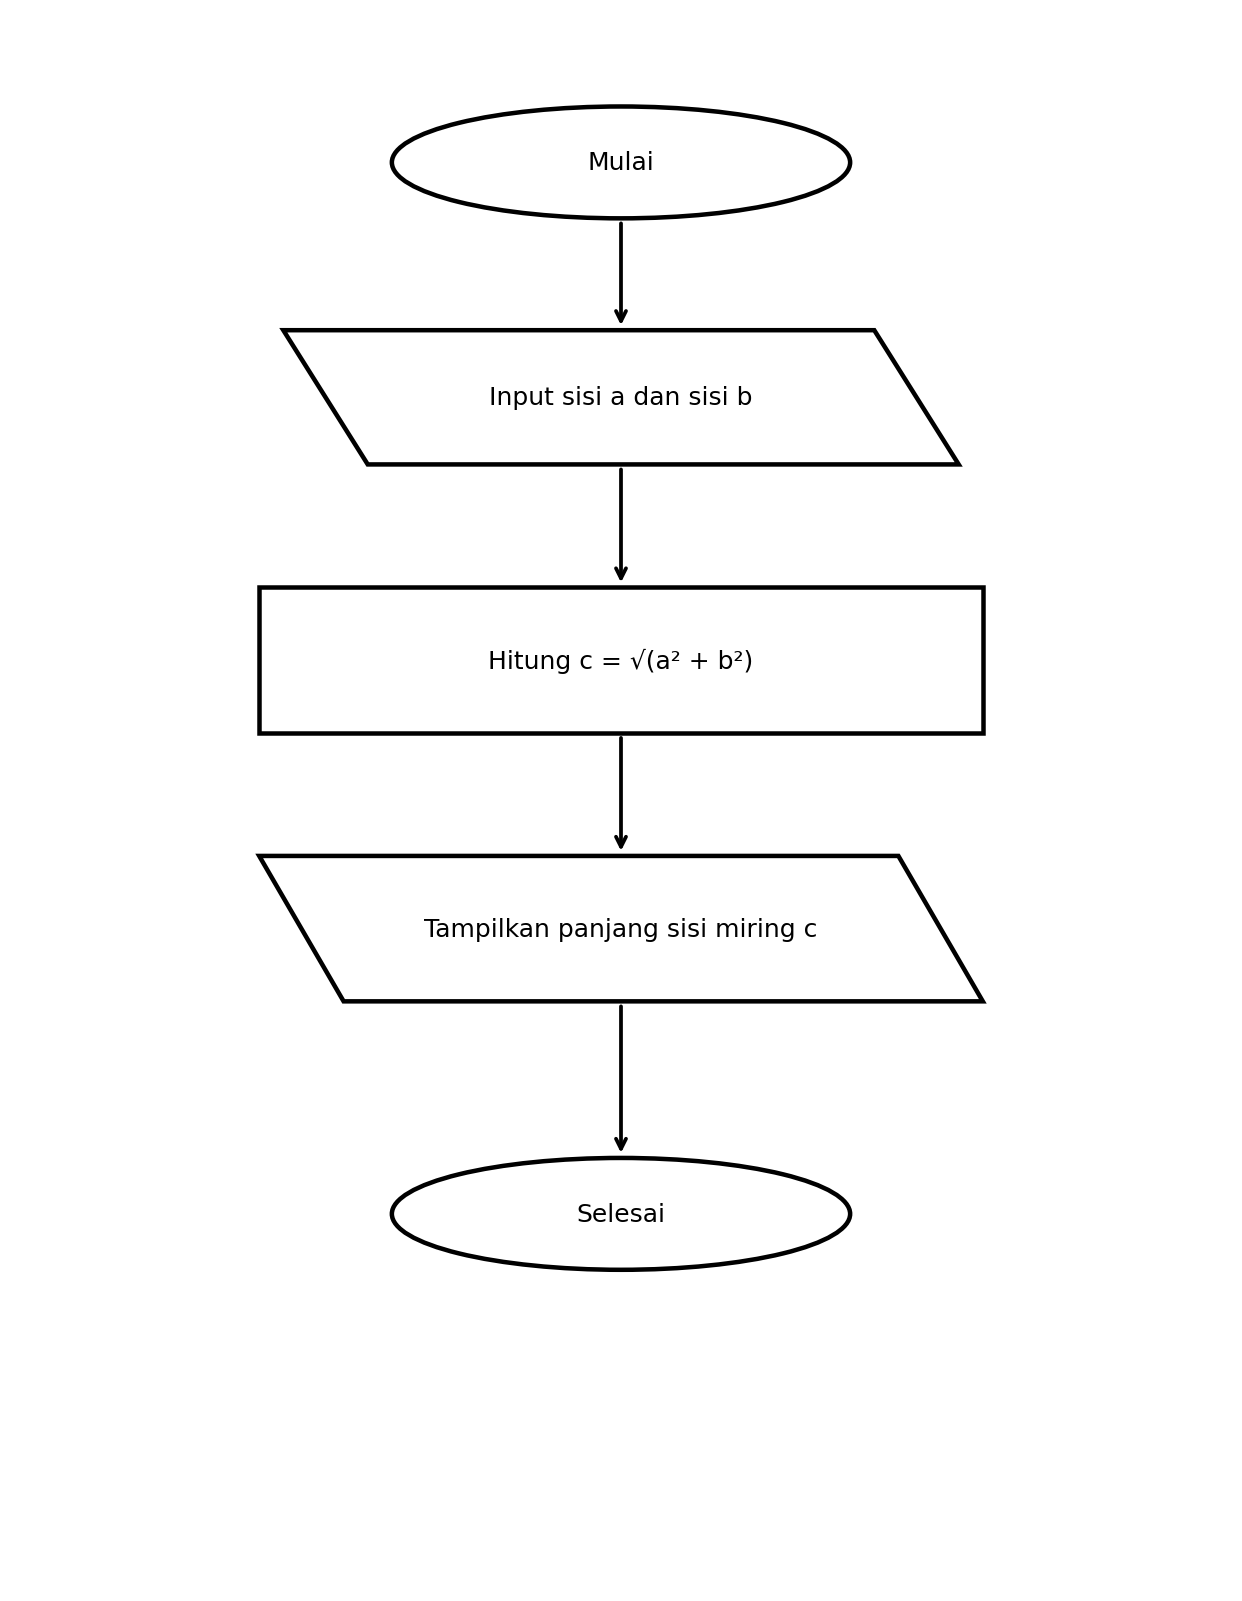 Mulai
Input sisi a dan sisi b
Hitung c = √(a² + b²)
Tampilkan panjang sisi miring c
Selesai